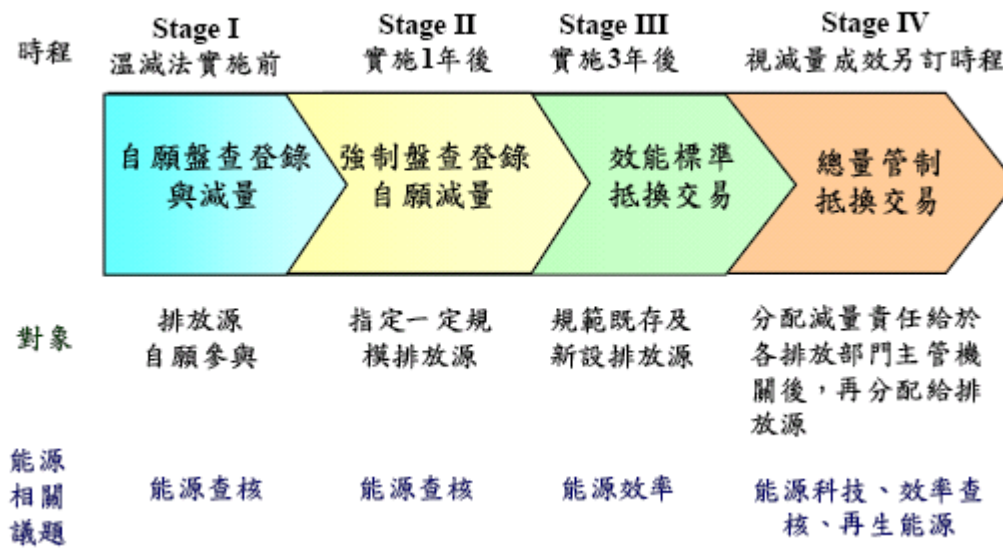 時程
Stage I
溫減法實施前
Stage II
實施1年後
Stage III
實施3年後
Stage IV
視減量成效另訂時程
自願盤查登錄
與減量
強制盤查登錄
自願減量
效能標準
抵換交易
總量管制
抵換交易
對象
排放源
自願參與
指定一定規
模排放源
規範既存及
新設排放源
分配減量責任給於
各排放部門主管機
關後，再分配給排
放源
能源
相關
議題
能源查核
能源查核
能源效率
能源科技、效率查
核、再生能源